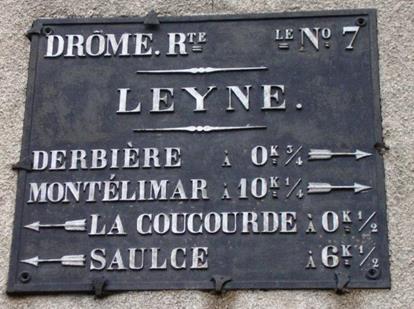 DRÔME. RTE LE NO 7
LEYNE.
DERBIÈRE À 0K 3/4
MONTÉLIMAR À 10K 1/4
LA COUCOURDE À 0K 1/2
SAULCE À 6K 1/2